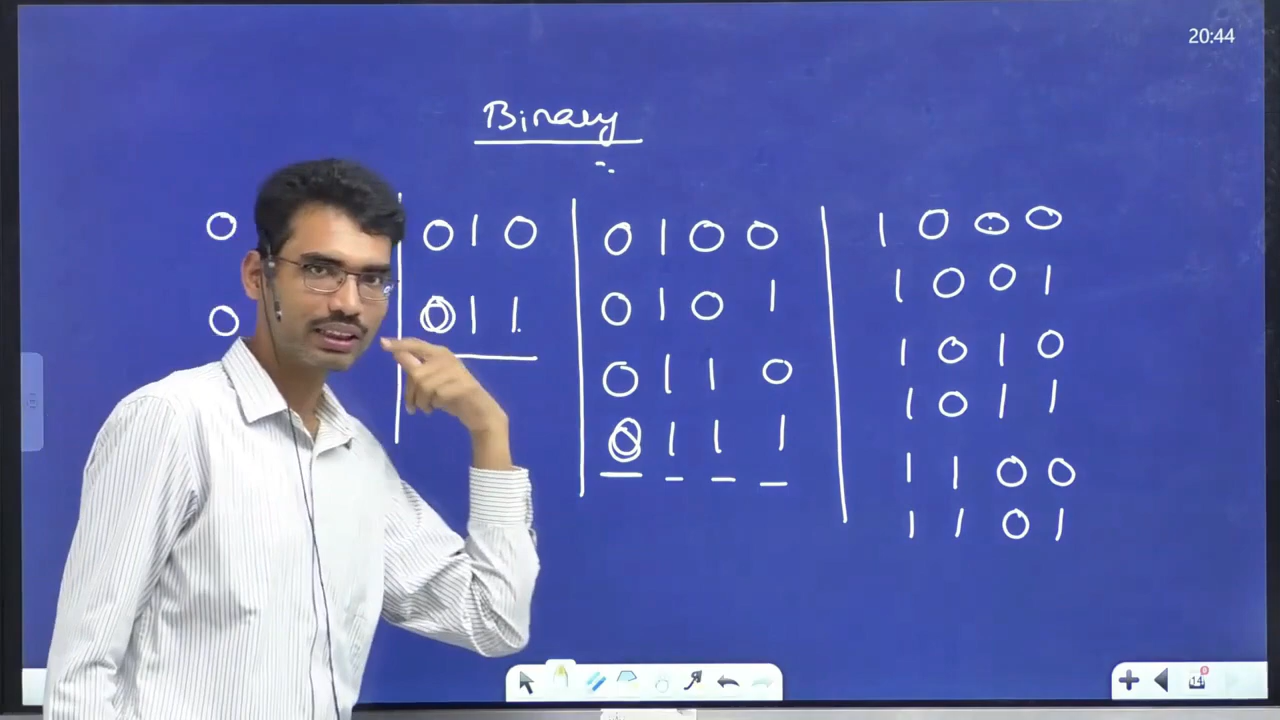 20:44
Binary
0 0 1 0 0 1 0 0 1 0 0 0
0 0 1 1 0 1 0 1 1 0 0 1
0 1 1 0 1 0 1 0
0 1 1 1 1 0 1 1
1 1 0 0
1 1 0 1
14